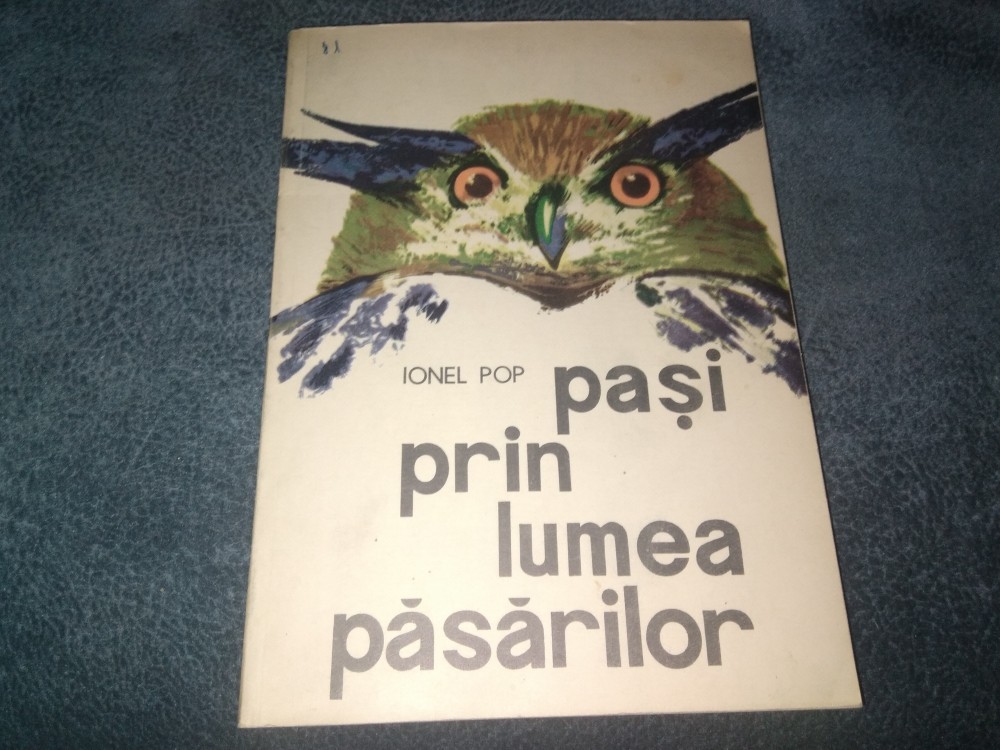 IONEL POP
pași
prin
lumea
păsărilor